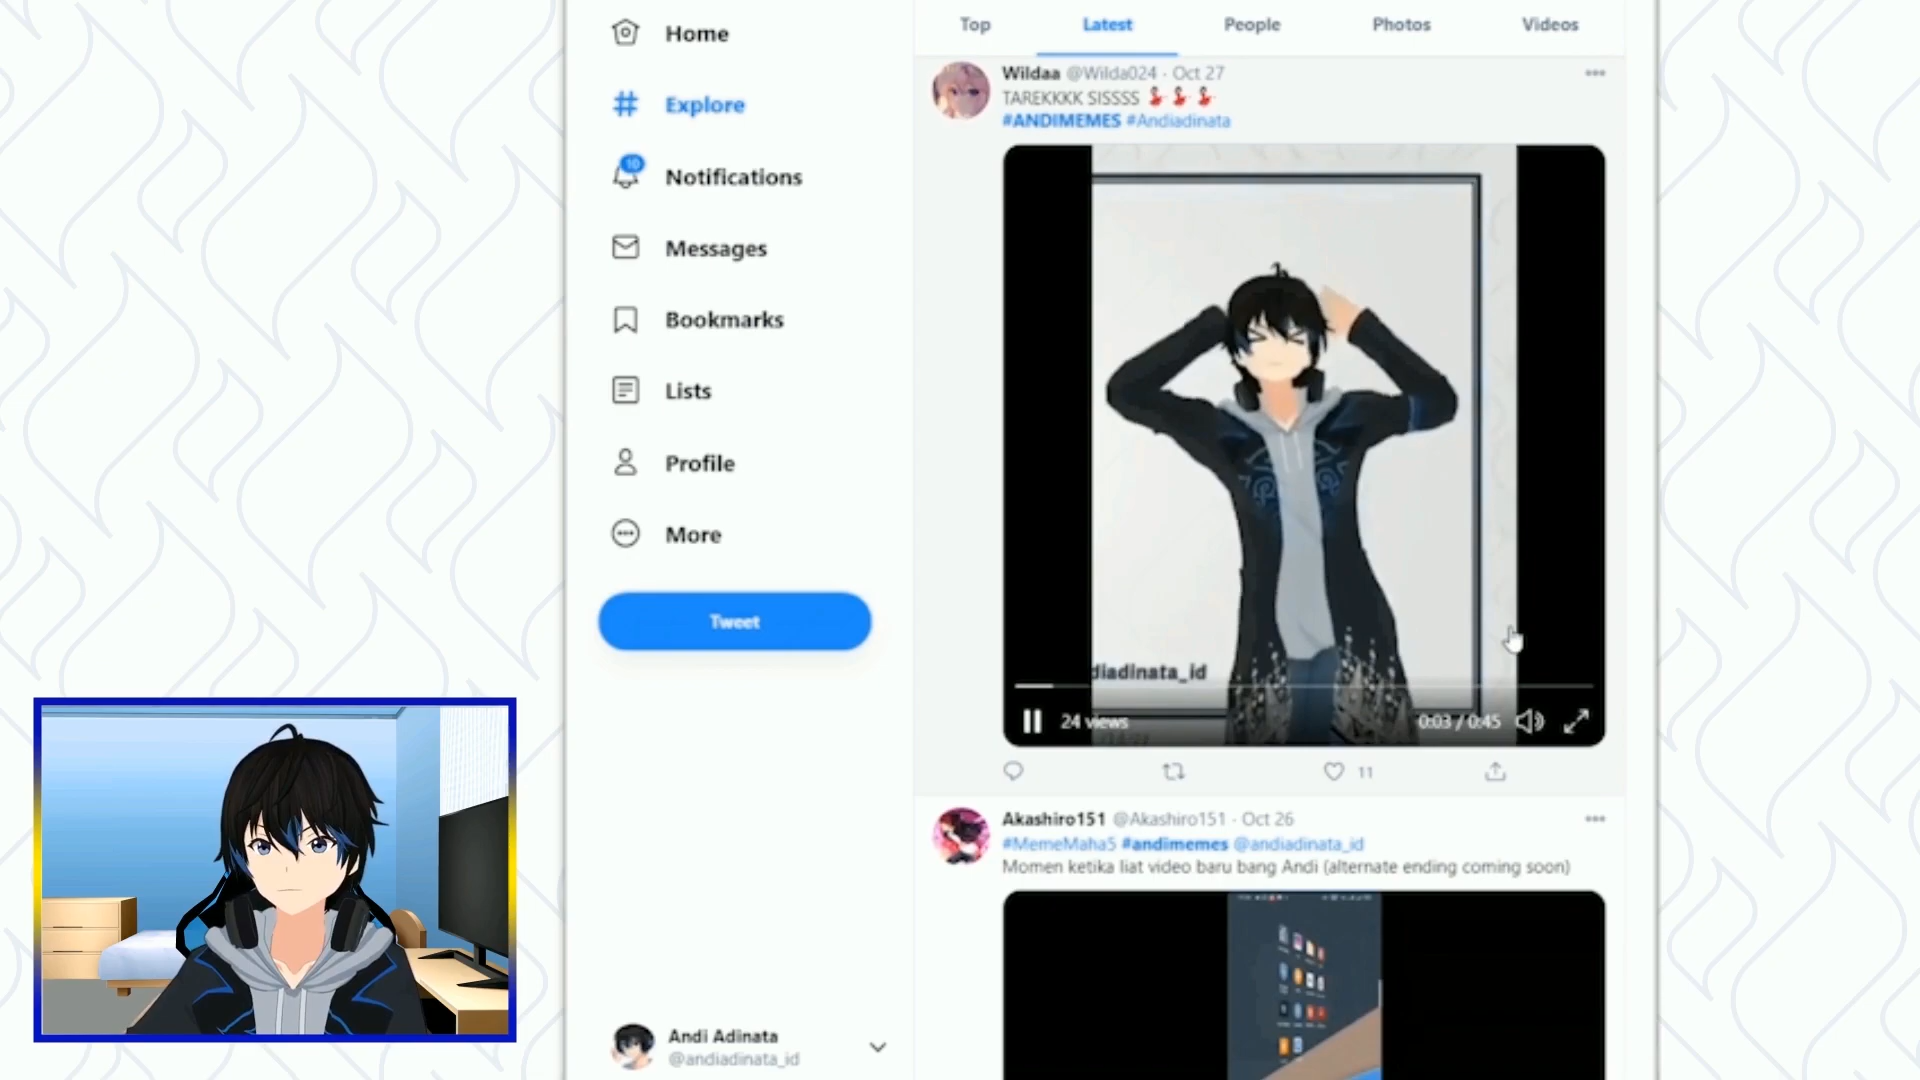 Home
Explore
10
Notifications
Messages
Bookmarks
Lists
Profile
More
Tweet
Andi Adinata
@andiadinata_id
Top
Latest
People
Photos
Videos
Wildaa @Wilda024 · Oct 27
TAREKKKK SISSSS 💃💃💃
#ANDIMEMES #Andiadinata
diadinata_id
24 views
0:03 / 0:45
11
Akashiro151 @Akashiro151 · Oct 26
#MemeMaha5 #andimemes @andiadinata_id
Momen ketika liat video baru bang Andi (alternate ending coming soon)